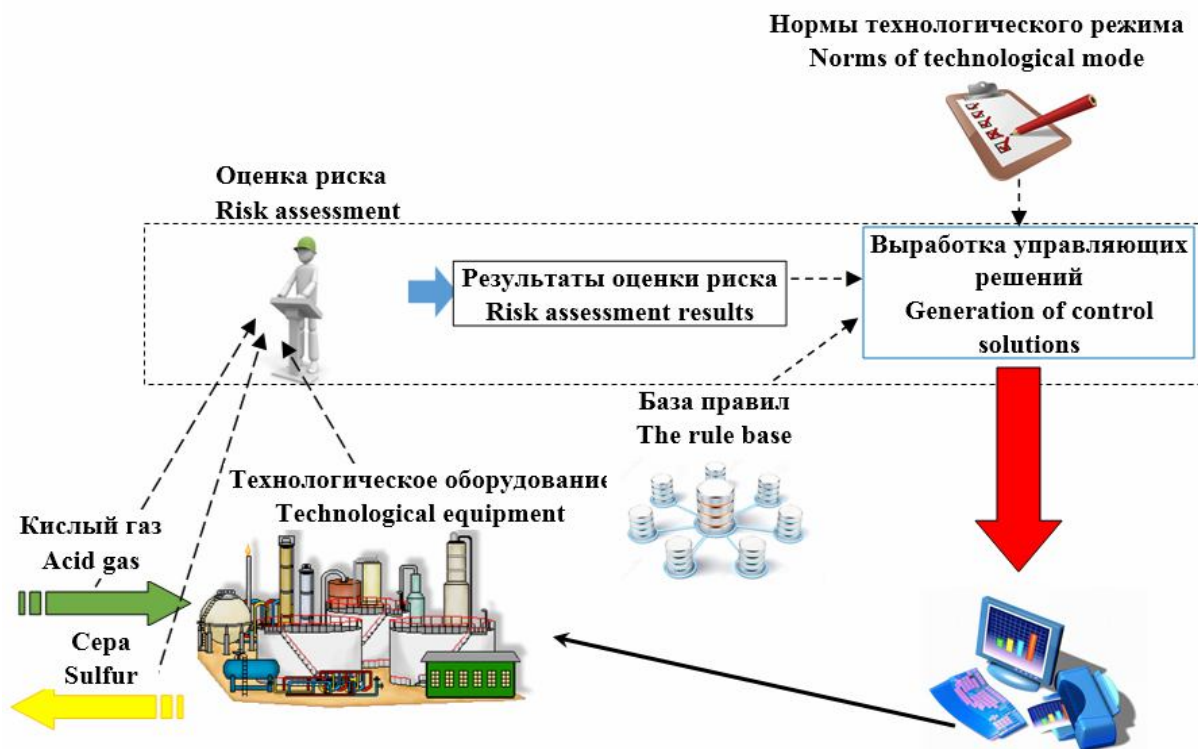 Нормы технологического режима
Norms of technological mode
Оценка риска
Risk assessment
Выработка управляющих
решений
Generation of control
solutions
Результаты оценки риска
Risk assessment results
База правил
The rule base
Технологическое оборудование
Technological equipment
Кислый газ
Acid gas
Сера
Sulfur